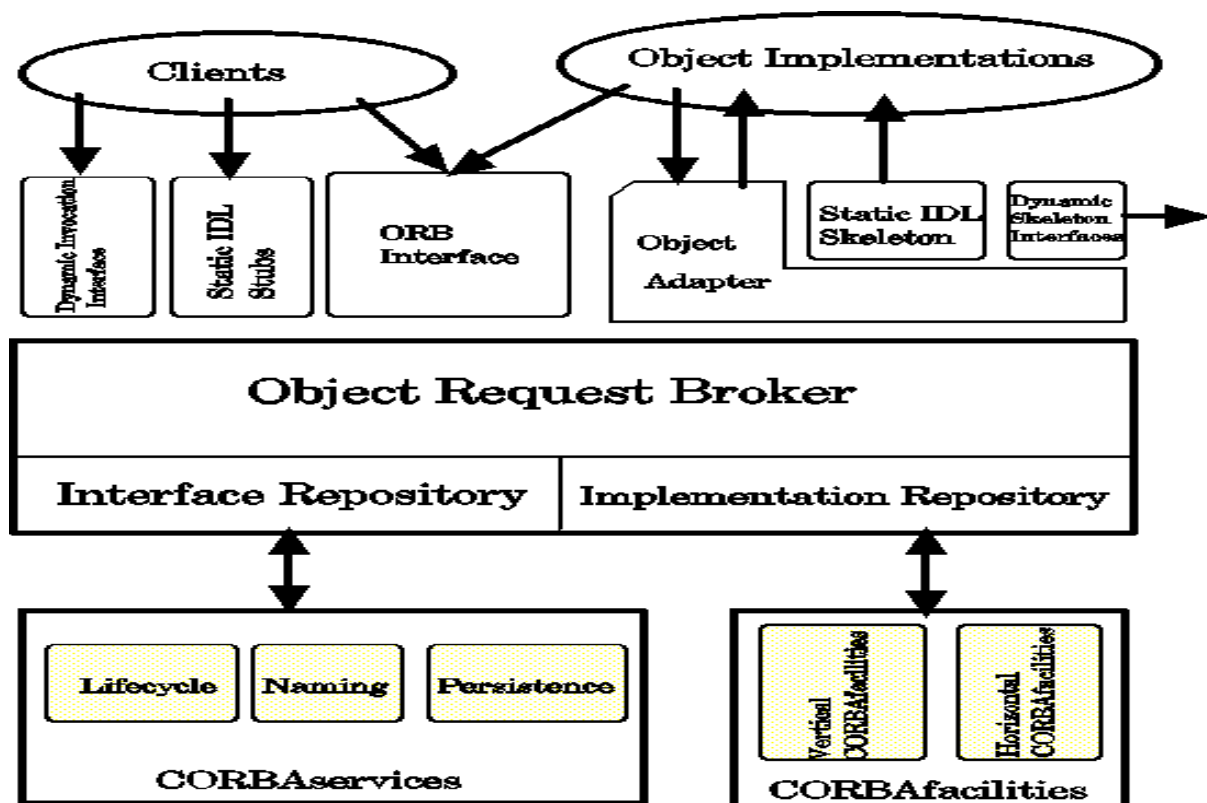 Clients
Object Implementations
Dynamic Invocation
Interface
Static IDL
Stubs
ORB
Interface
Object
Adapter
Static IDL
Skeleton
Dynamic
Skeleton
Interfaces
Object Request Broker
Interface Repository
Implementation Repository
Lifecycle
Naming
Persistence
CORBAservices
Vertical
CORBAfacilities
Horizontal
CORBAfacilities
CORBAfacilities